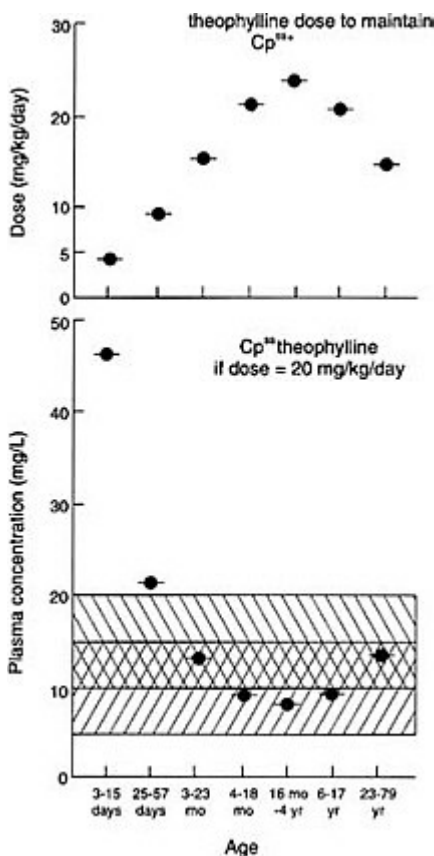 theophylline dose to maintain
Cpˢˢ⁺
Dose (mg/kg/day)
30
20
10
5
0
Cpˢˢ theophylline
if dose = 20 mg/kg/day
Plasma concentration (mg/L)
50
40
30
20
10
0
3-15 days
25-57 days
3-23 mo
4-18 mo
16 mo -4 yr
6-17 yr
23-79 yr
Age